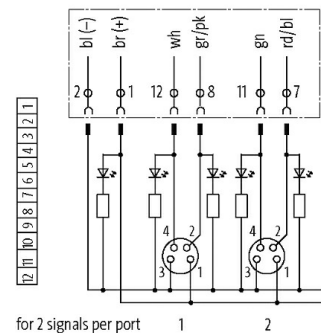 bl (–)
br (+)
wh
gr/pk
gn
rd/bl
2
1
12
8
11
7
12 11 10 9 8 7 6 5 4 3 2 1
4
2
3
1
4
2
3
1
for 2 signals per port
1
2